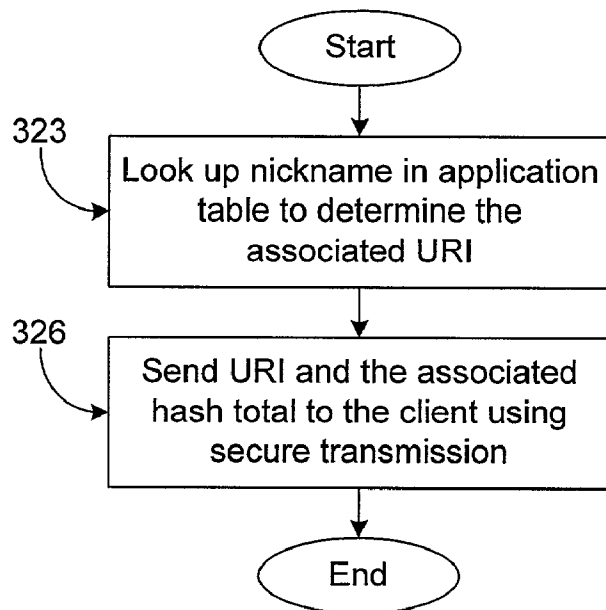 Start
323
Look up nickname in application
table to determine the
associated URI
326
Send URI and the associated
hash total to the client using
secure transmission
End